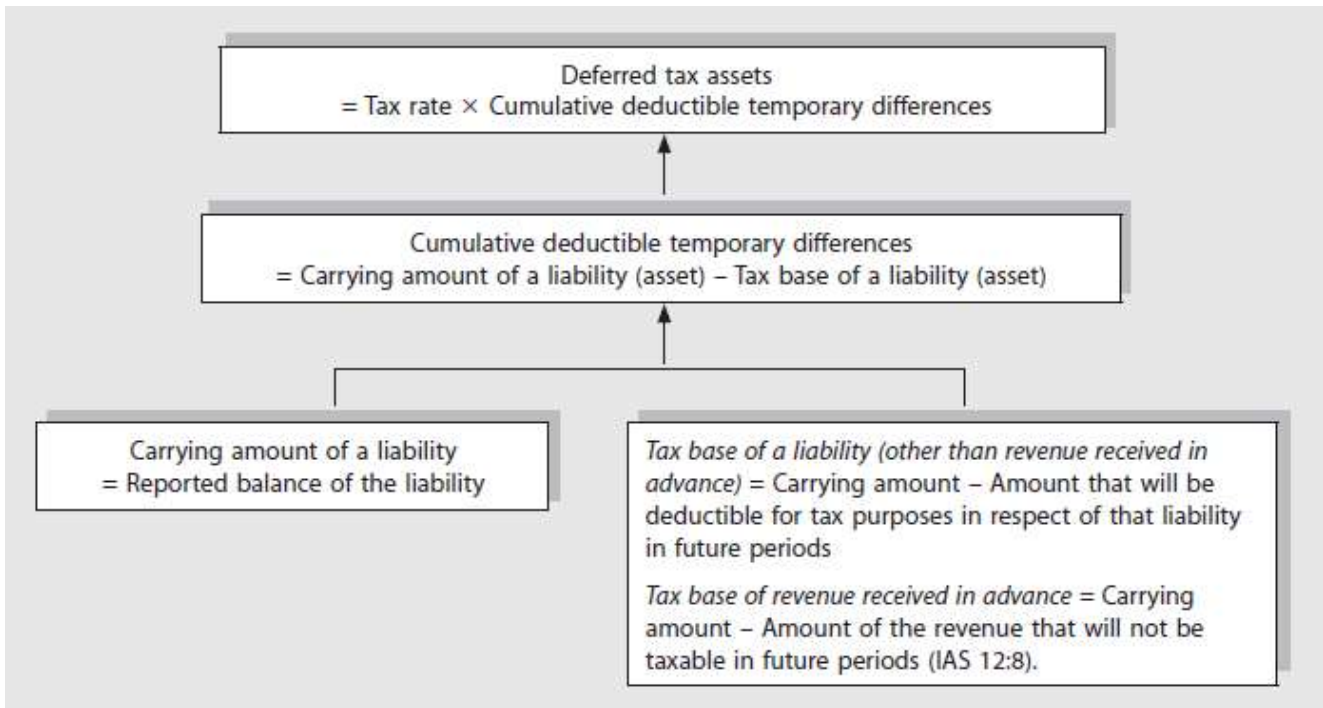 Deferred tax assets
= Tax rate × Cumulative deductible temporary differences
Cumulative deductible temporary differences
= Carrying amount of a liability (asset) – Tax base of a liability (asset)
Carrying amount of a liability
= Reported balance of the liability
Tax base of a liability (other than revenue received in
advance) = Carrying amount – Amount that will be
deductible for tax purposes in respect of that liability
in future periods
Tax base of revenue received in advance = Carrying
amount – Amount of the revenue that will not be
taxable in future periods (IAS 12:8).